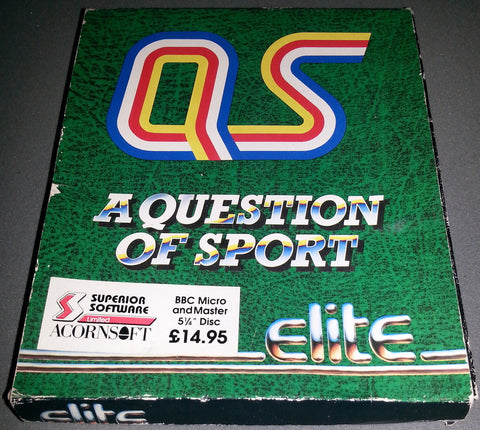 QS
A QUESTION
OF SPORT
SUPERIOR
SOFTWARE
Limited
ACORNSOFT
BBC Micro
and Master
5¼" Disc
£14.95
elite
elite